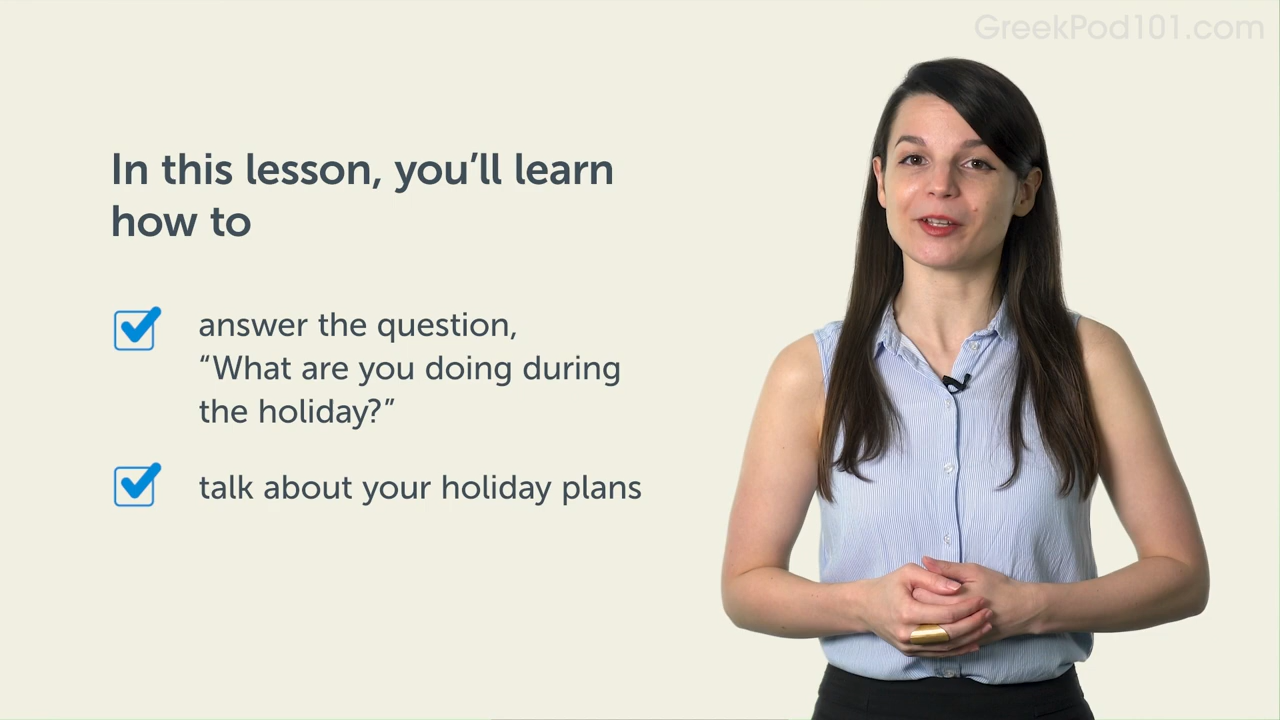 GreekPod101.com
In this lesson, you’ll learn
how to
answer the question,
“What are you doing during
the holiday?”
talk about your holiday plans